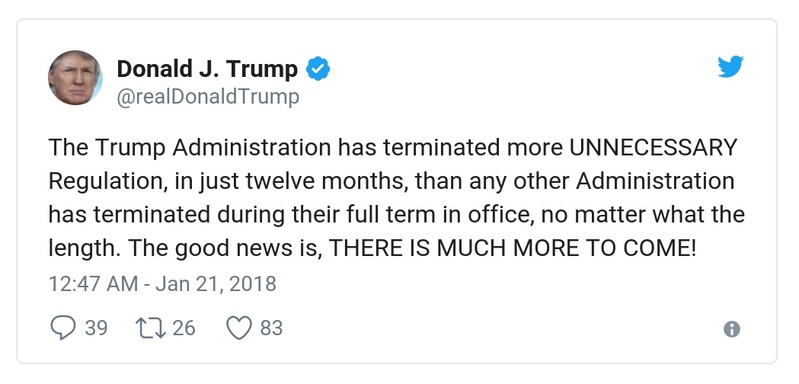 Donald J. Trump
@realDonaldTrump
The Trump Administration has terminated more UNNECESSARY
Regulation, in just twelve months, than any other Administration
has terminated during their full term in office, no matter what the
length. The good news is, THERE IS MUCH MORE TO COME!
12:47 AM - Jan 21, 2018
39 26 83